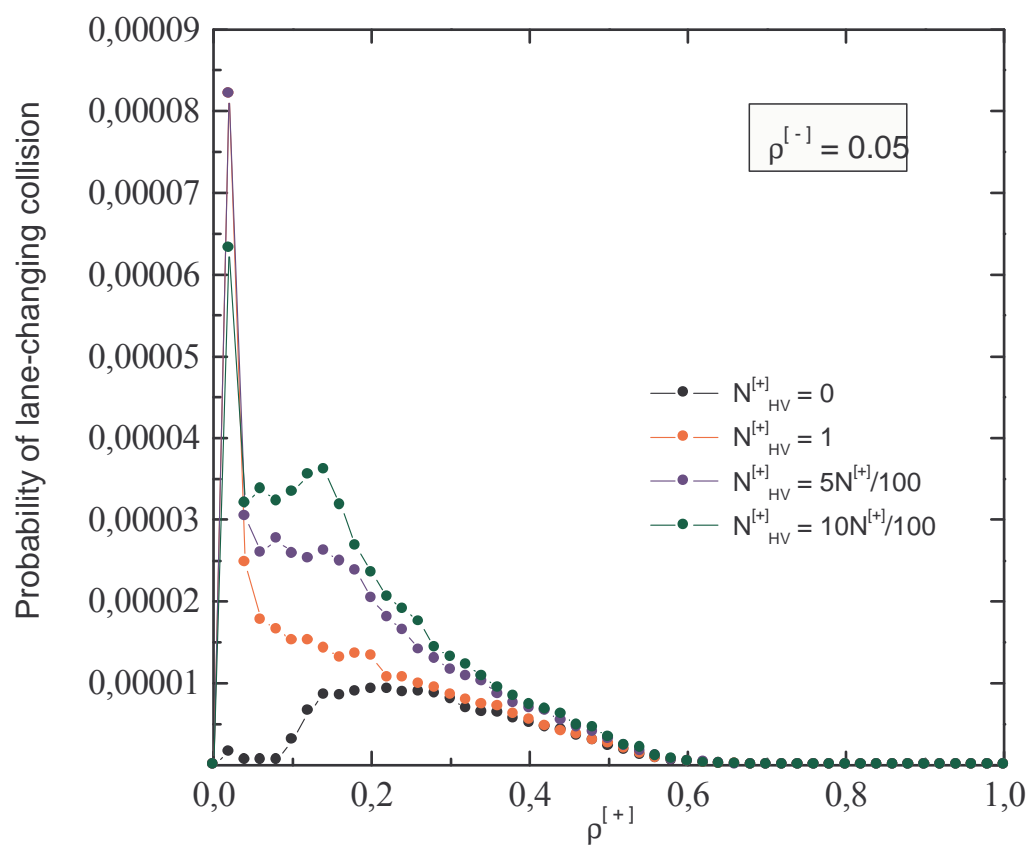 0,00009
0,00008
0,00007
0,00006
0,00005
0,00004
0,00003
0,00002
0,00001
Probability of lane-changing collision
ρ[-] = 0.05
N[+]HV = 0
N[+]HV = 1
N[+]HV = 5N[+]/100
N[+]HV = 10N[+]/100
0,0 0,2 0,4 0,6 0,8 1,0
ρ[+]